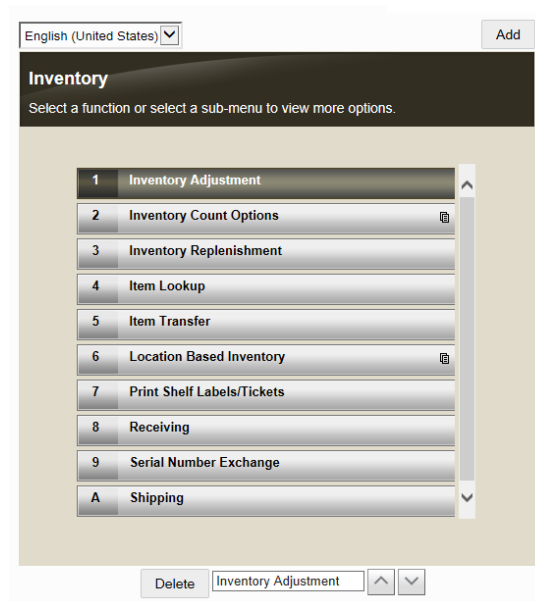 English (United States)
Add
Inventory
Select a function or select a sub-menu to view more options.
1 Inventory Adjustment
2 Inventory Count Options
3 Inventory Replenishment
4 Item Lookup
5 Item Transfer
6 Location Based Inventory
7 Print Shelf Labels/Tickets
8 Receiving
9 Serial Number Exchange
A Shipping
Delete Inventory Adjustment